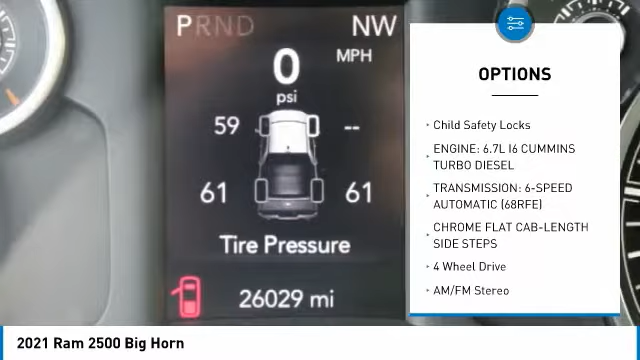 PRND
NW
0
MPH
psi
59
--
61
61
Tire Pressure
26029 mi
OPTIONS
Child Safety Locks
ENGINE: 6.7L I6 CUMMINS
TURBO DIESEL
TRANSMISSION: 6-SPEED
AUTOMATIC (68RFE)
CHROME FLAT CAB-LENGTH
SIDE STEPS
4 Wheel Drive
AM/FM Stereo
2021 Ram 2500 Big Horn